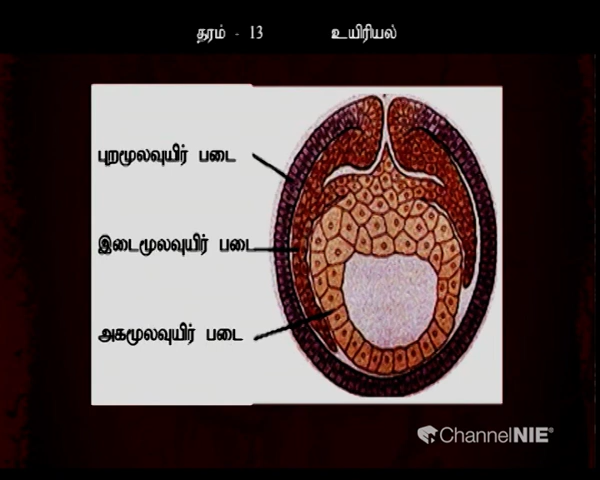 தரம் - 13 உயிரியல்
புறமூலவுயிர் படை
இடைமூலவுயிர் படை
அகமூலவுயிர் படை
ChannelNIE®